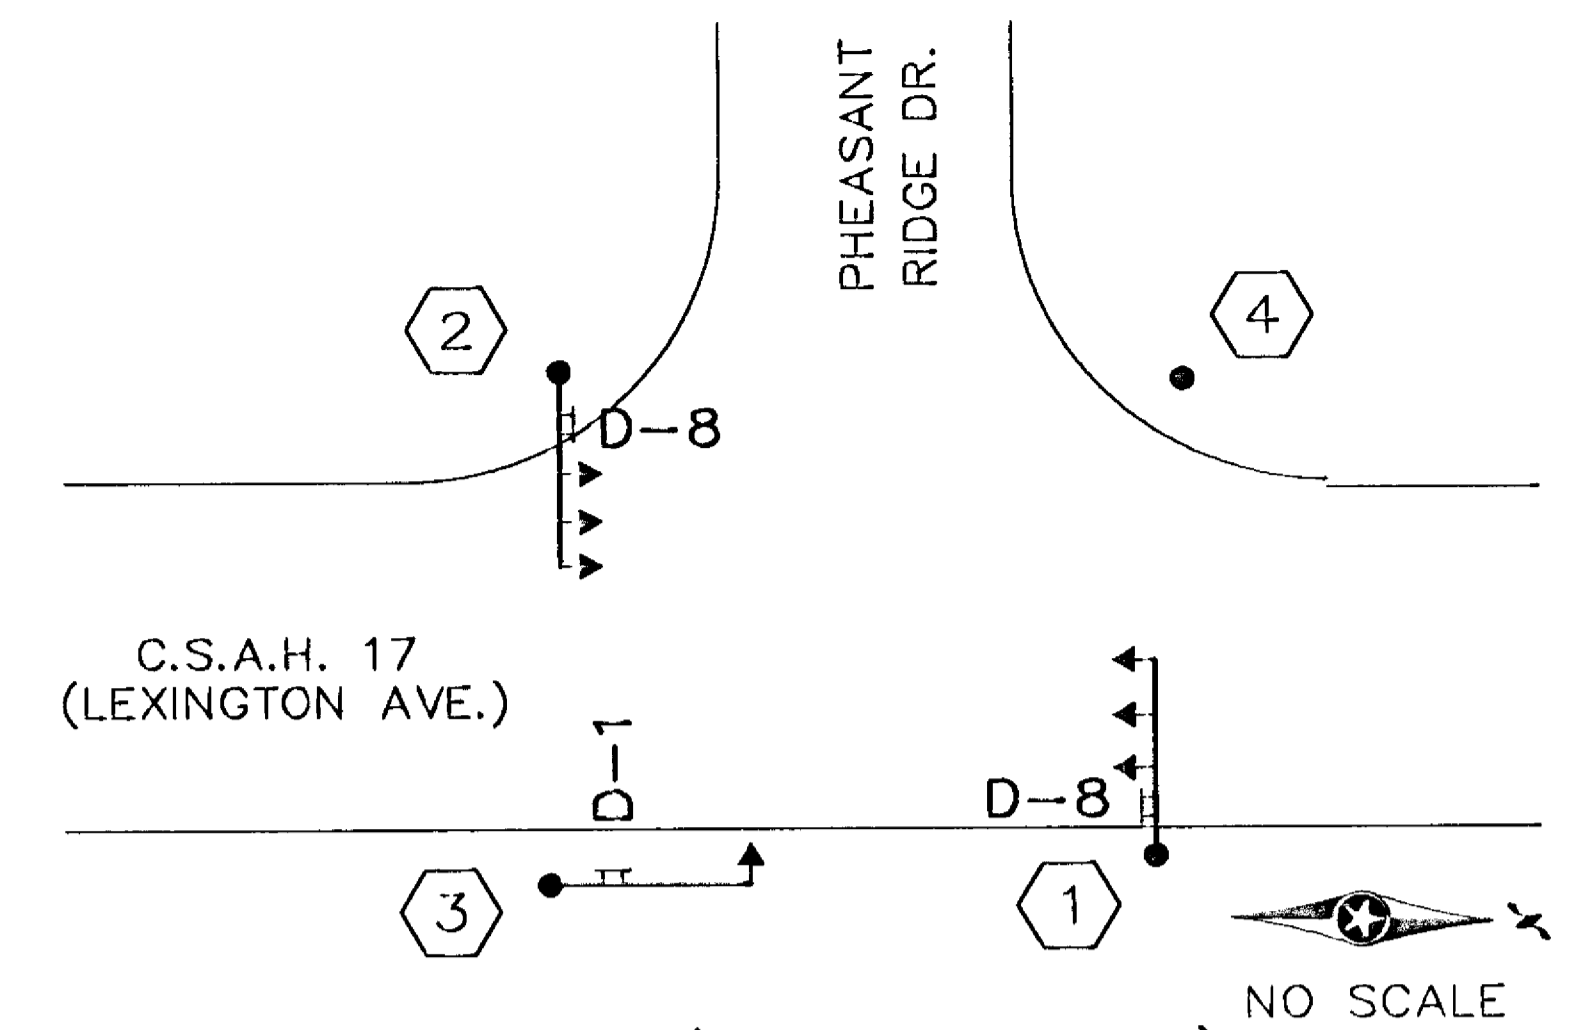 PHEASANT
RIDGE DR.
2
4
D-8
C.S.A.H. 17
(LEXINGTON AVE.)
D-1
D-8
3
1
NO SCALE